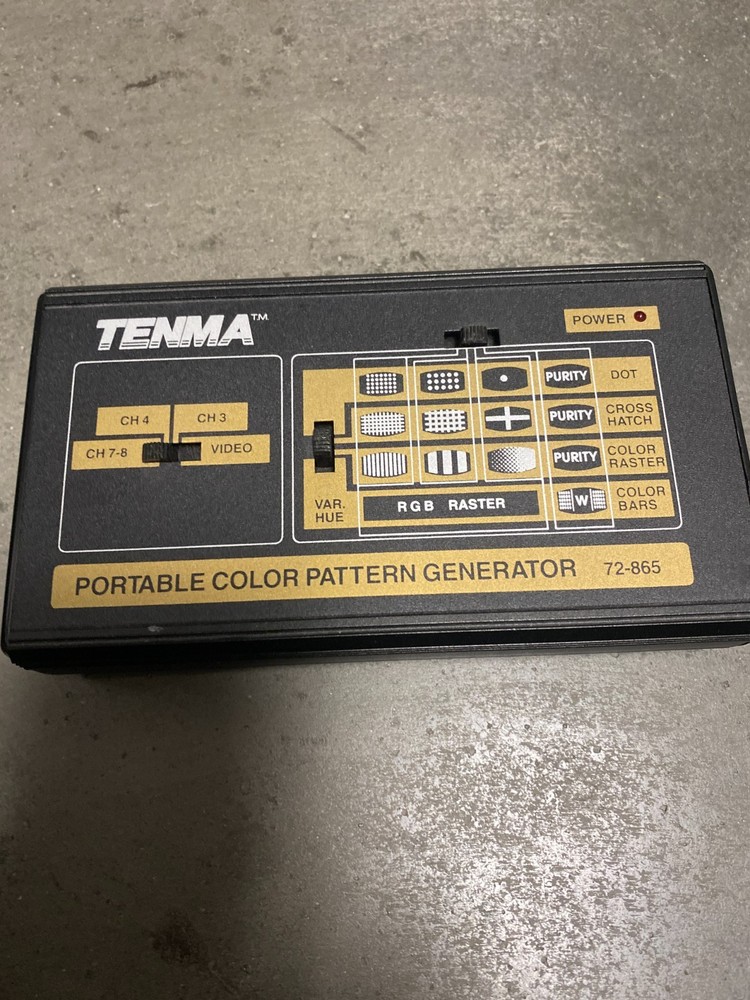 TENMA™
POWER
CH 4
CH 3
CH 7-8
VIDEO
PURITY
DOT
PURITY
CROSS
HATCH
PURITY
COLOR
RASTER
VAR.
HUE
RGB RASTER
W
COLOR
BARS
PORTABLE COLOR PATTERN GENERATOR 72-865